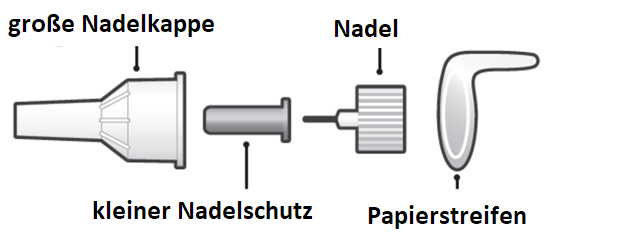 große Nadelkappe
Nadel
kleiner Nadelschutz
Papierstreifen